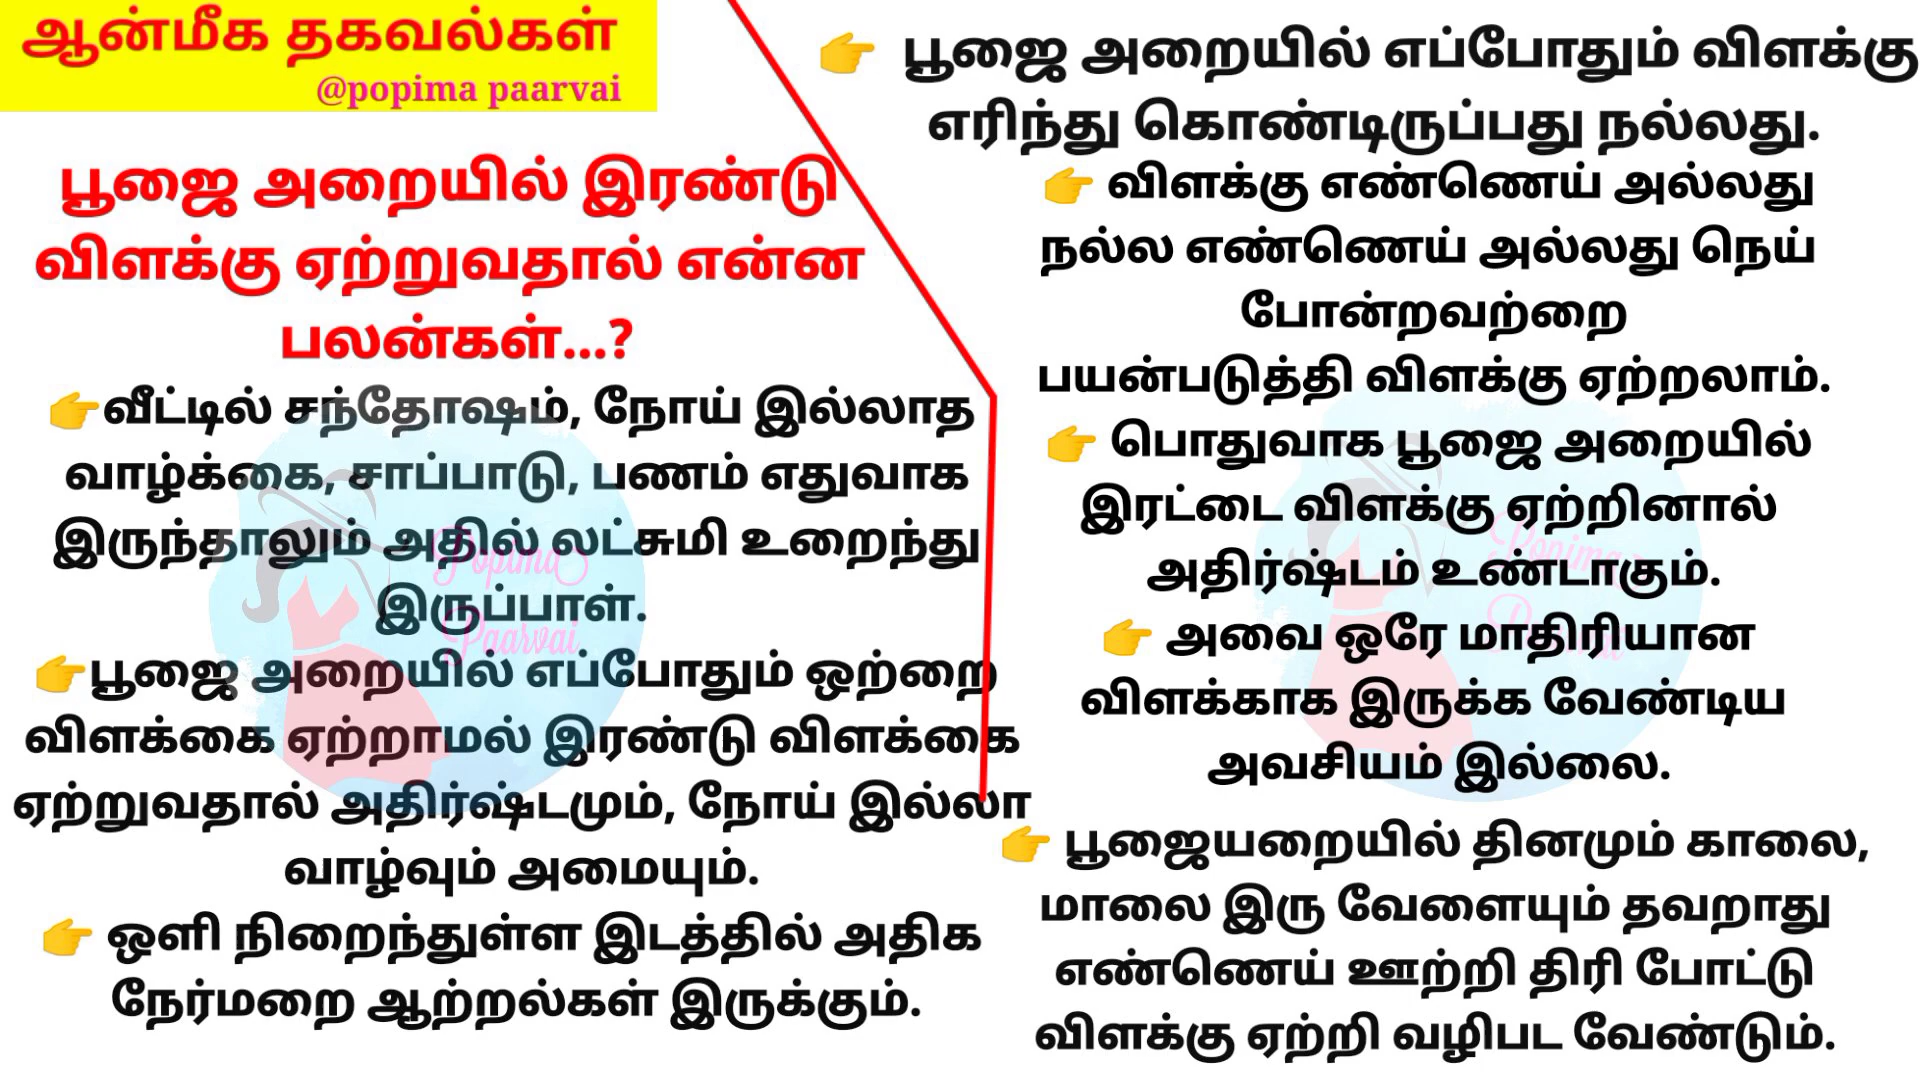 ஆன்மீக தகவல்கள்
@popima paarvai
பூஜை அறையில் இரண்டு
விளக்கு ஏற்றுவதால் என்ன
பலன்கள்...?
👉வீட்டில் சந்தோஷம், நோய் இல்லாத
வாழ்க்கை, சாப்பாடு, பணம் எதுவாக
இருந்தாலும் அதில் லட்சுமி உறைந்து
இருப்பாள்.
👉பூஜை அறையில் எப்போதும் ஒற்றை
விளக்கை ஏற்றாமல் இரண்டு விளக்கை
ஏற்றுவதால் அதிர்ஷ்டமும், நோய் இல்லா
வாழ்வும் அமையும்.
👉 ஒளி நிறைந்துள்ள இடத்தில் அதிக
நேர்மறை ஆற்றல்கள் இருக்கும்.
👉 பூஜை அறையில் எப்போதும் விளக்கு
எரிந்து கொண்டிருப்பது நல்லது.
👉 விளக்கு எண்ணெய் அல்லது
நல்ல எண்ணெய் அல்லது நெய்
போன்றவற்றை
பயன்படுத்தி விளக்கு ஏற்றலாம்.
👉 பொதுவாக பூஜை அறையில்
இரட்டை விளக்கு ஏற்றினால்
அதிர்ஷ்டம் உண்டாகும்.
👉 அவை ஒரே மாதிரியான
விளக்காக இருக்க வேண்டிய
அவசியம் இல்லை.
👉 பூஜையறையில் தினமும் காலை,
மாலை இரு வேளையும் தவறாது
எண்ணெய் ஊற்றி திரி போட்டு
விளக்கு ஏற்றி வழிபட வேண்டும்.
Popima
Paarvai
Popima